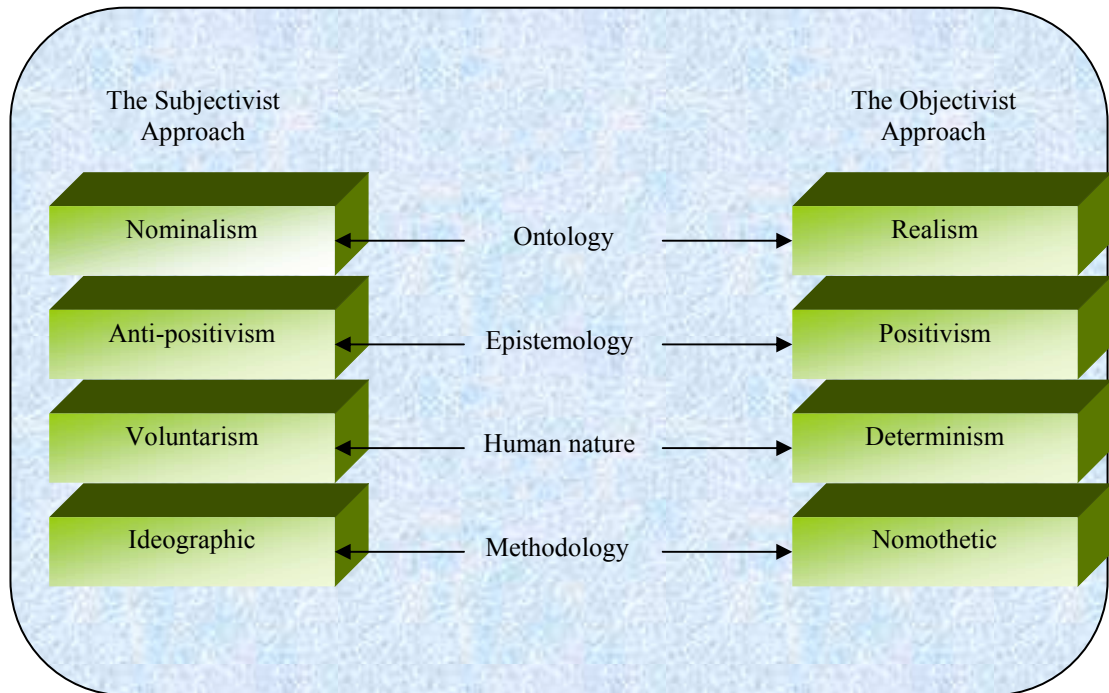 The Subjectivist
Approach
The Objectivist
Approach
Nominalism
Ontology
Realism
Anti-positivism
Epistemology
Positivism
Voluntarism
Human nature
Determinism
Ideographic
Methodology
Nomothetic